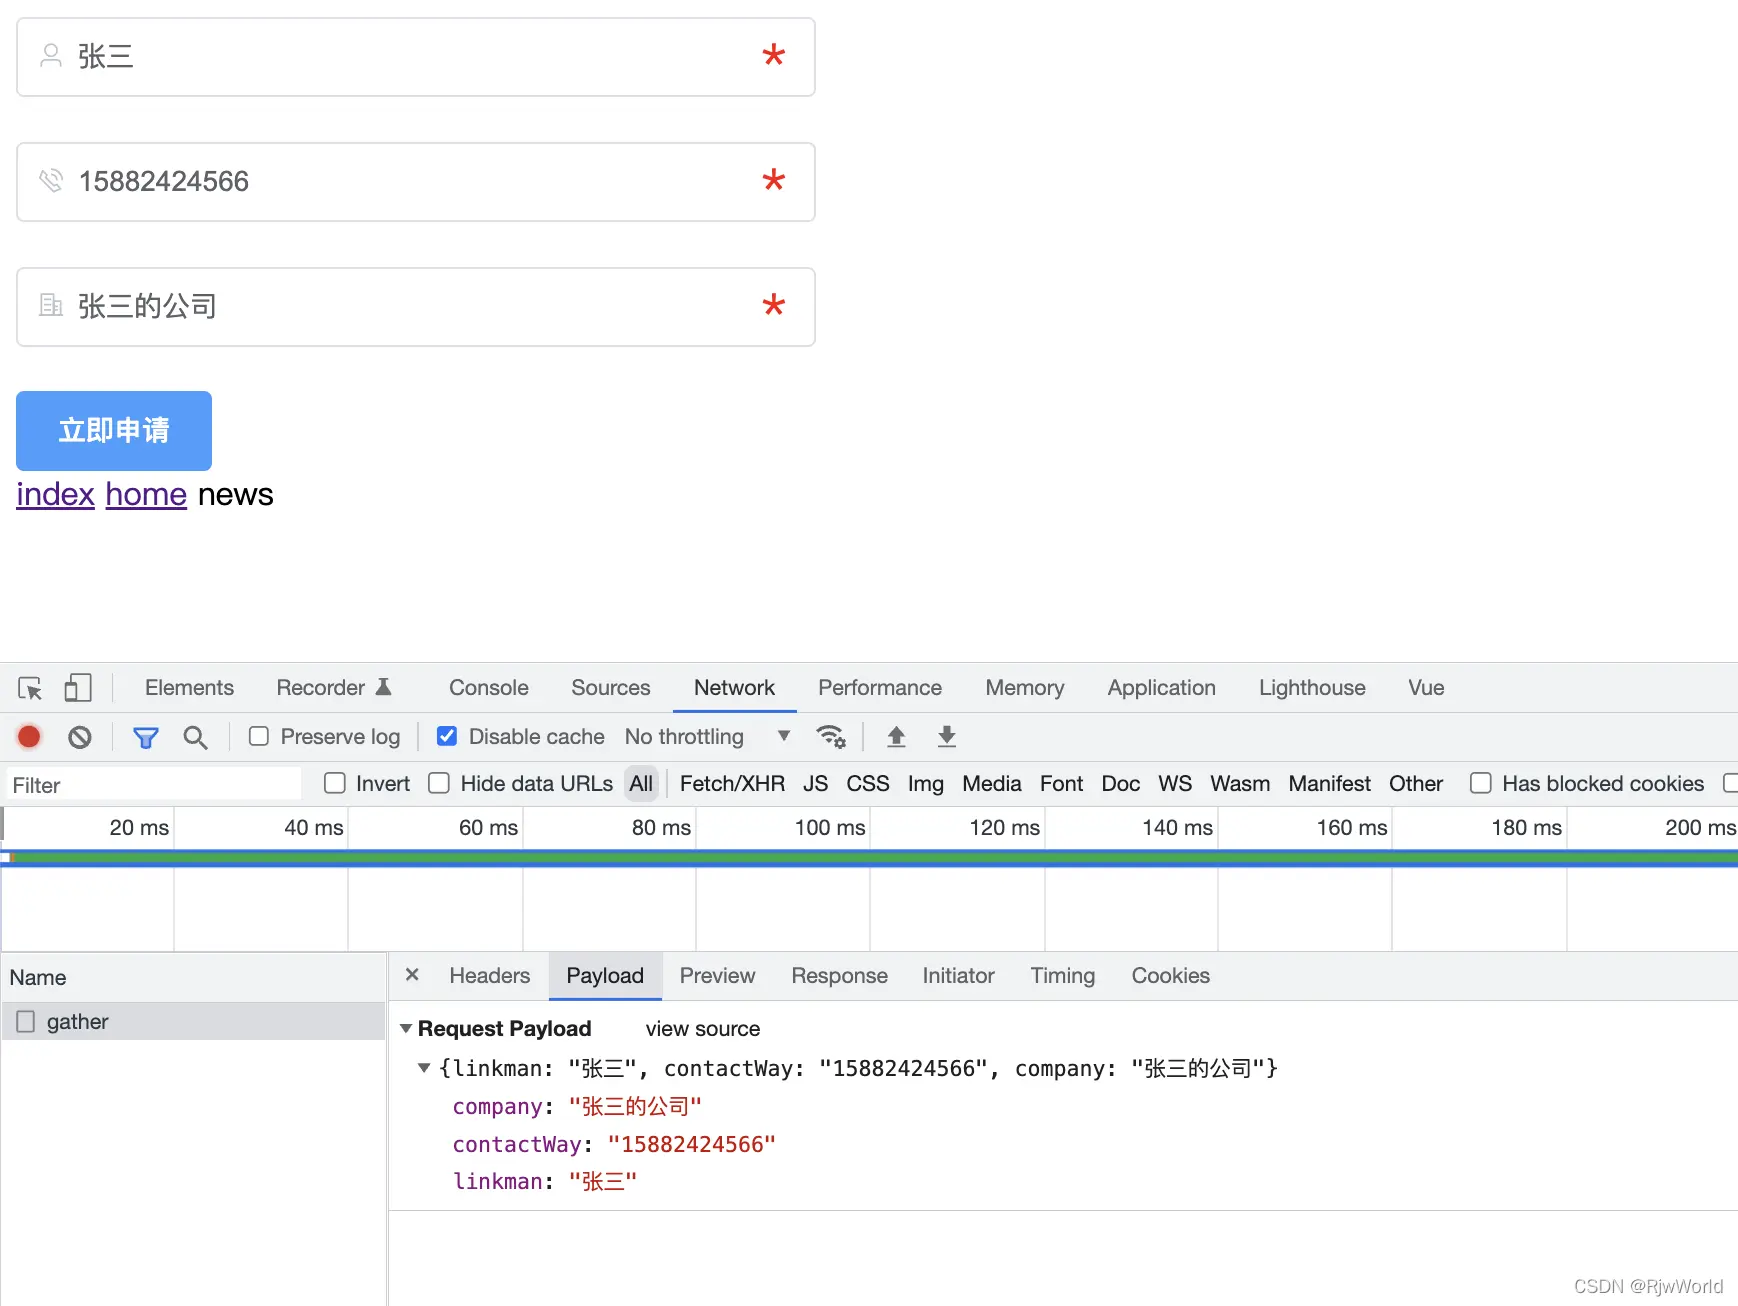 张三 *
15882424566 *
张三的公司 *
立即申请
index home news
Elements Recorder Console Sources Network Performance Memory Application Lighthouse Vue
Preserve log Disable cache No throttling
Filter Invert Hide data URLs All Fetch/XHR JS CSS Img Media Font Doc WS Wasm Manifest Other Has blocked cookies
20 ms 40 ms 60 ms 80 ms 100 ms 120 ms 140 ms 160 ms 180 ms 200 ms
Name × Headers Payload Preview Response Initiator Timing Cookies
gather
Request Payload view source
{linkman: "张三", contactWay: "15882424566", company: "张三的公司"}
company: "张三的公司"
contactWay: "15882424566"
linkman: "张三"
CSDN @RjwWorld